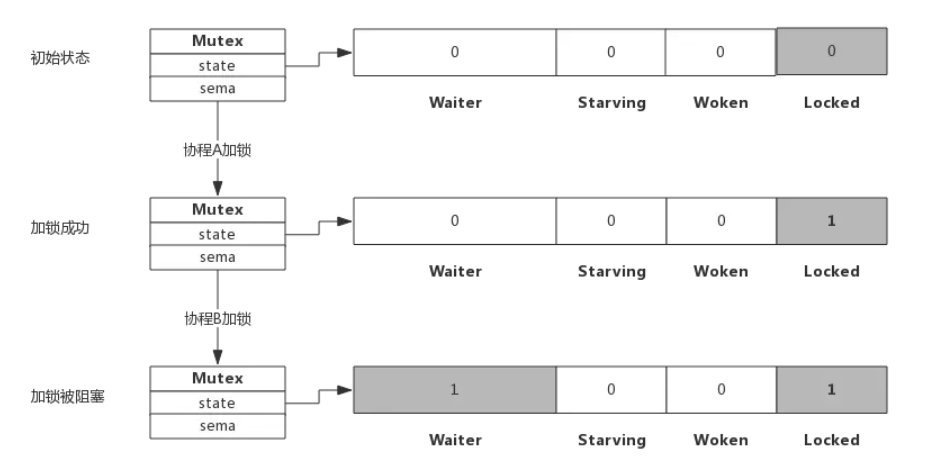 初始状态
Mutex
state
sema
0 0 0 0
Waiter Starving Woken Locked
协程A加锁
加锁成功
Mutex
state
sema
0 0 0 1
Waiter Starving Woken Locked
协程B加锁
加锁被阻塞
Mutex
state
sema
1 0 0 1
Waiter Starving Woken Locked